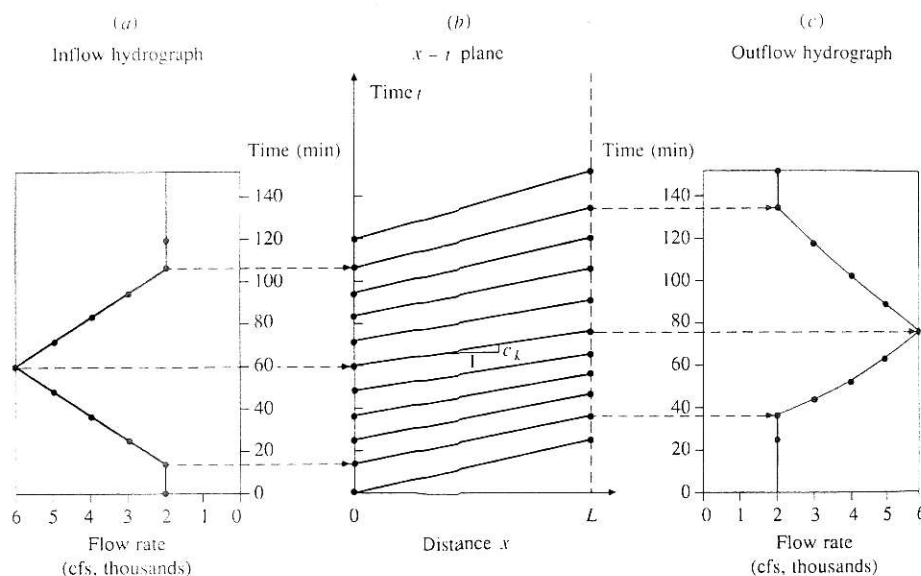 (a)
Inflow hydrograph
Time (min)
140
120
100
80
60
40
20
0
6 5 4 3 2 1 0
Flow rate
(cfs, thousands)
(b)
x - t plane
Time t
c_k
1
0
L
Distance x
(c)
Outflow hydrograph
Time (min)
140
120
100
80
60
40
20
0
0 1 2 3 4 5 6
Flow rate
(cfs, thousands)